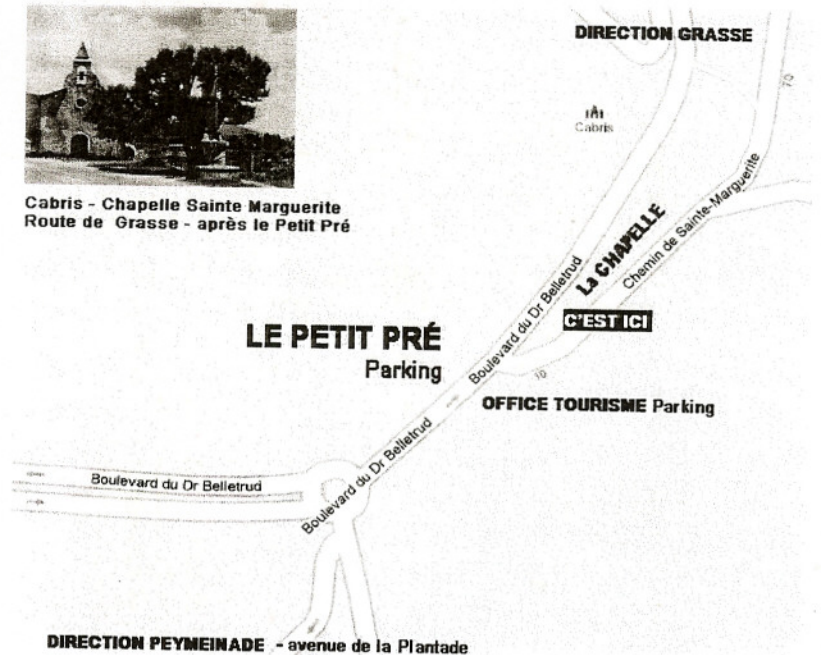 DIRECTION GRASSE
70
Cabris
Cabris - Chapelle Sainte Marguerite
Route de Grasse - après le Petit Pré
La CHAPELLE
Chemin de Sainte-Marguerite
Boulevard du Dr Belletrud
C'EST ICI
LE PETIT PRÉ
Parking
10
OFFICE TOURISME Parking
Boulevard du Dr Belletrud
Boulevard du Dr Belletrud
Boulevard du Dr Belletrud
DIRECTION PEYMEINADE - avenue de la Plantade